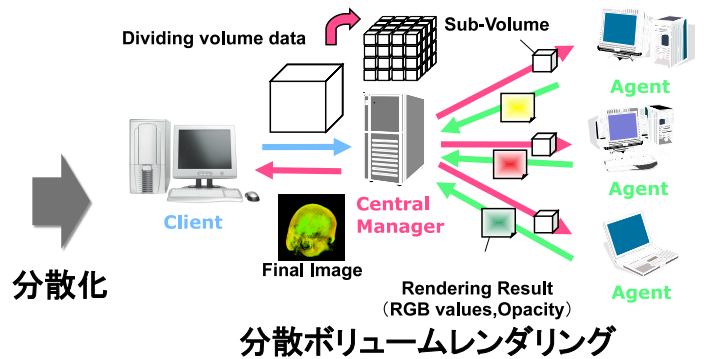 Dividing volume data
Sub-Volume
Agent
Agent
Agent
Client
Central
Manager
Final Image
分散化
Rendering Result
（RGB values,Opacity）
分散ボリュームレンダリング